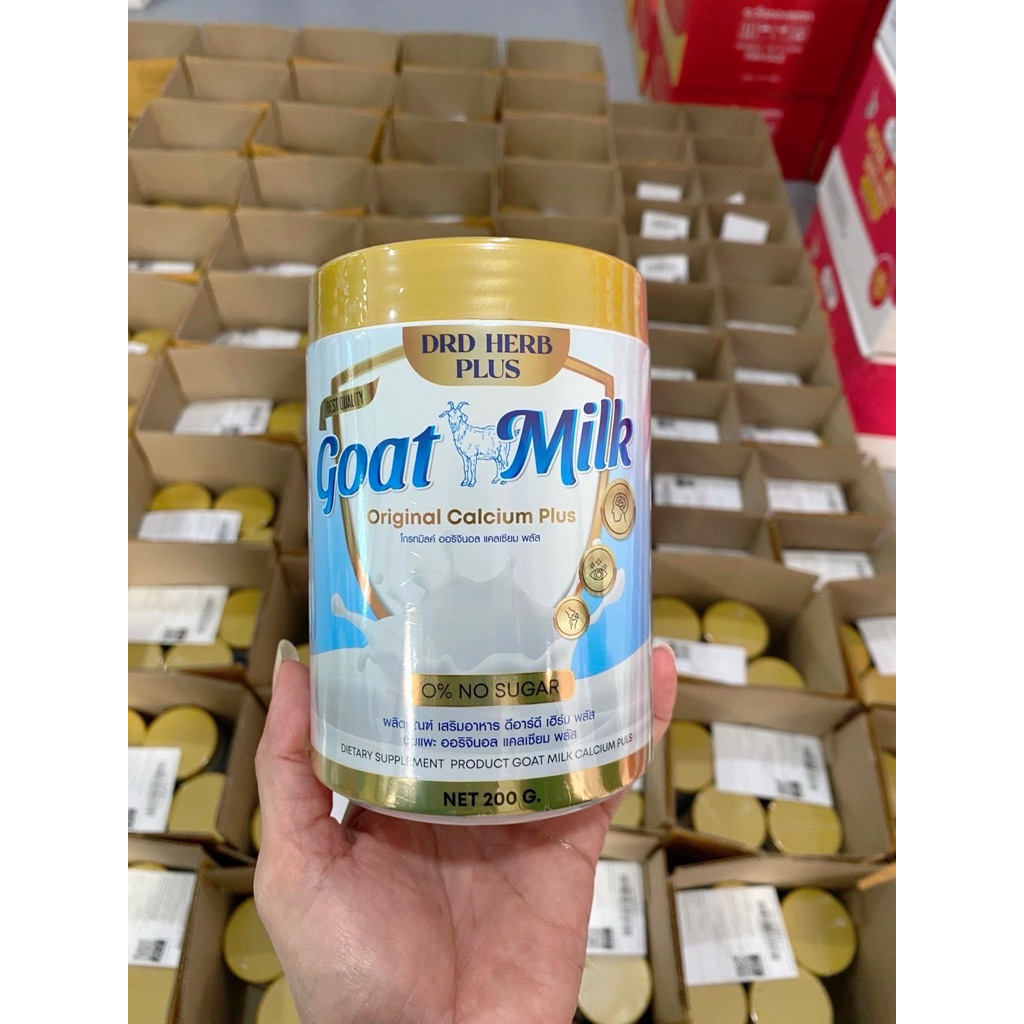 DRD HERB
PLUS
BEST QUALITY
Goat Milk
Original Calcium Plus
โกรทมิลค์ ออริจินอล แคลเซียม พลัส
0% NO SUGAR
ผลิตภัณฑ์ เสริมอาหาร ดีอาร์ดี เฮิร์บ พลัส
นมแพะ ออริจินอล แคลเซียม พลัส
DIETARY SUPPLEMENT PRODUCT GOAT MILK CALCIUM PULS
NET 200 G.